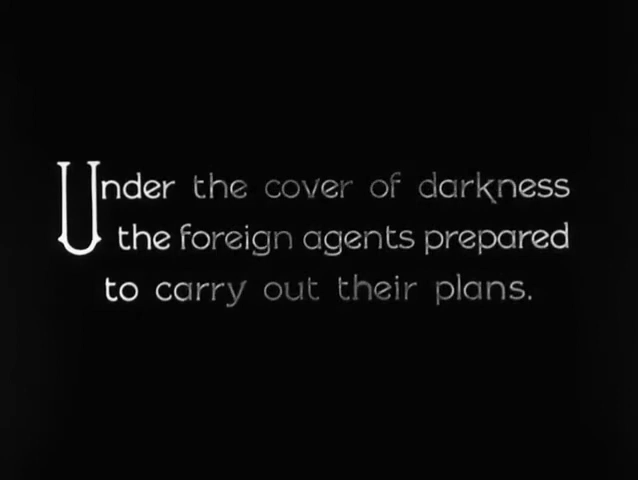 Under the cover of darkness
the foreign agents prepared
to carry out their plans.